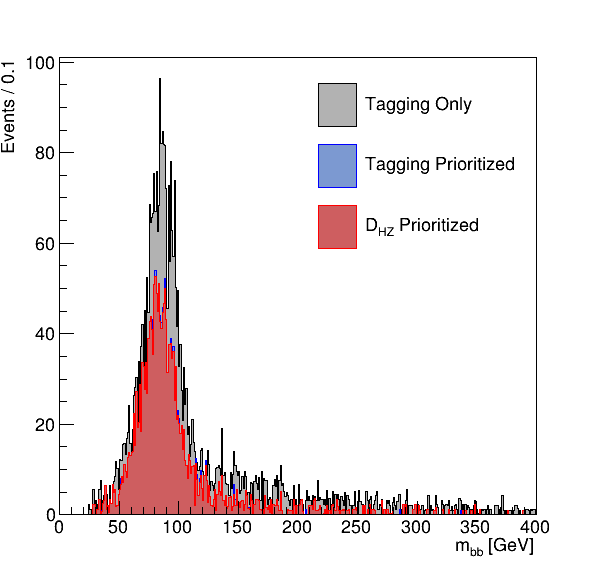 Events / 0.1
100
80
60
40
20
0
Tagging Only
Tagging Prioritized
D_HZ Prioritized
0 50 100 150 200 250 300 350 400
m_bb [GeV]